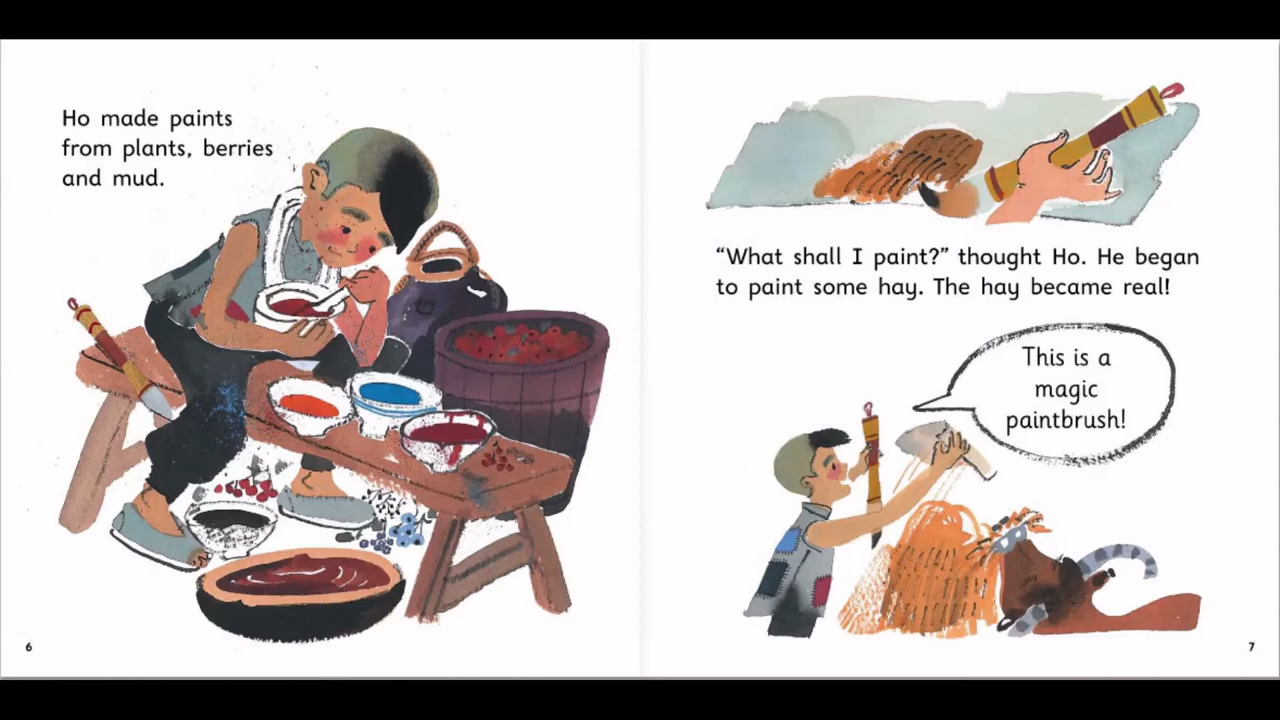 Ho made paints
from plants, berries
and mud.
6
“What shall I paint?” thought Ho. He began
to paint some hay. The hay became real!
This is a
magic
paintbrush!
7